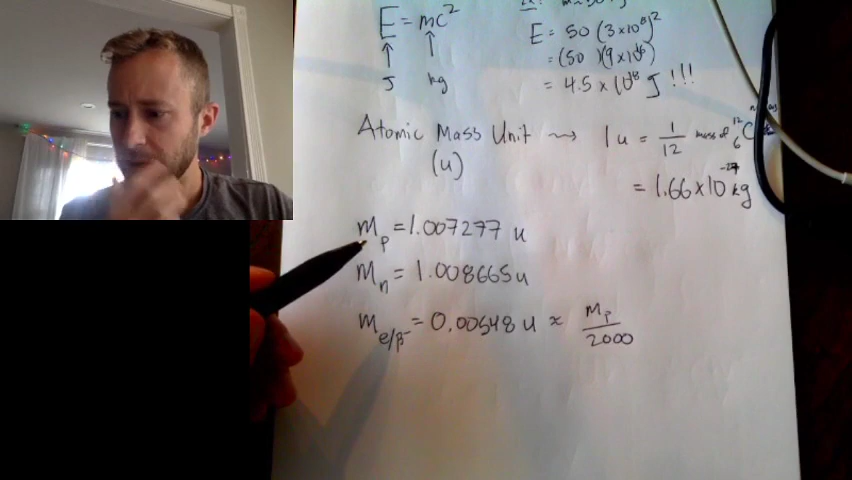 E = mc²
E = 50 (3×10⁸)²
= (50)(9×10¹⁶)
J kg
= 4.5 × 10¹⁸ J !!!
Atomic Mass Unit ⇝ 1 u = 1/12 mass of ¹²₆C
(u)
= 1.66×10⁻²⁷ kg
mp = 1.007277 u
mn = 1.008665 u
me/β⁻ = 0.00548 u ≈ Mp/2000